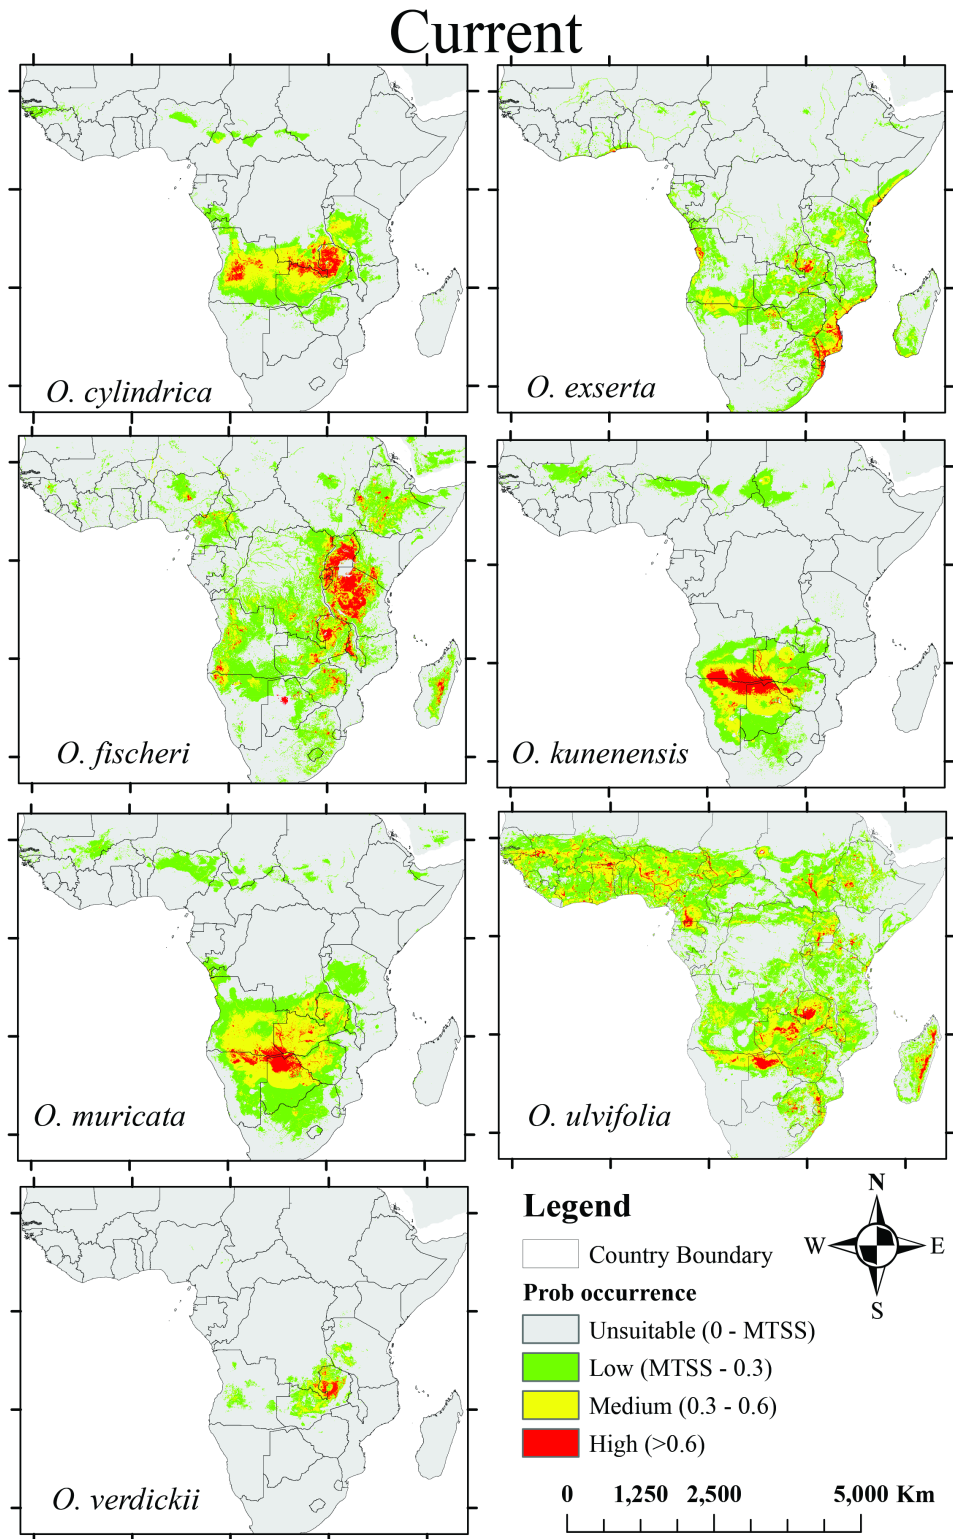 Current
O. cylindrica
O. exserta
O. fischeri
O. kunenensis
O. muricata
O. ulvifolia
O. verdickii
Legend
Country Boundary
Prob occurrence
Unsuitable (0 - MTSS)
Low (MTSS - 0.3)
Medium (0.3 - 0.6)
High (>0.6)
N
W E
S
0 1,250 2,500 5,000 Km